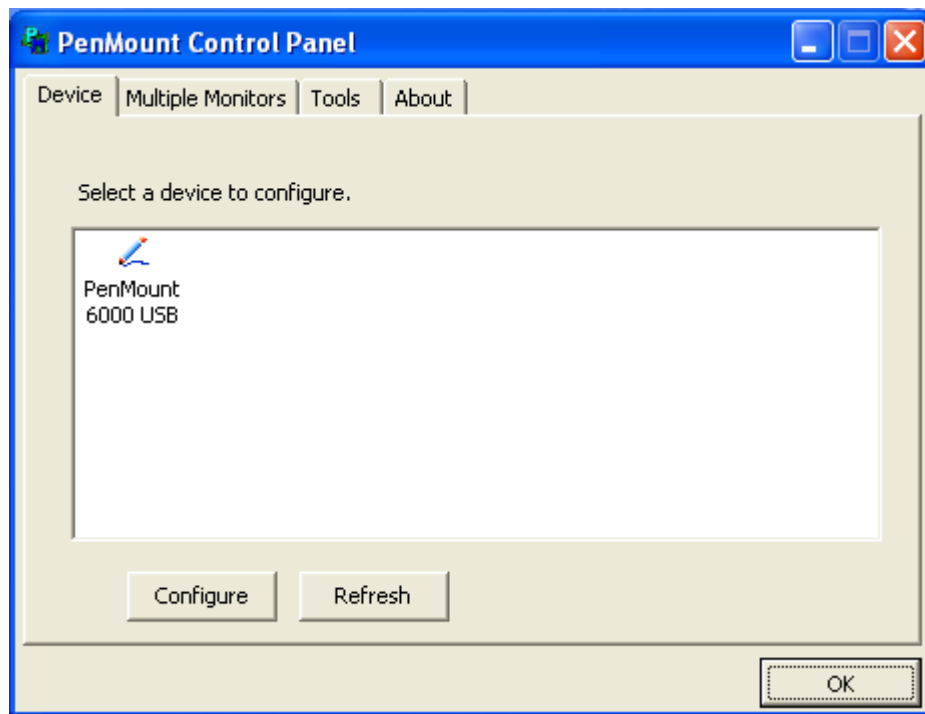 PenMount Control Panel
Device Multiple Monitors Tools About
Select a device to configure.
PenMount
6000 USB
Configure Refresh
OK